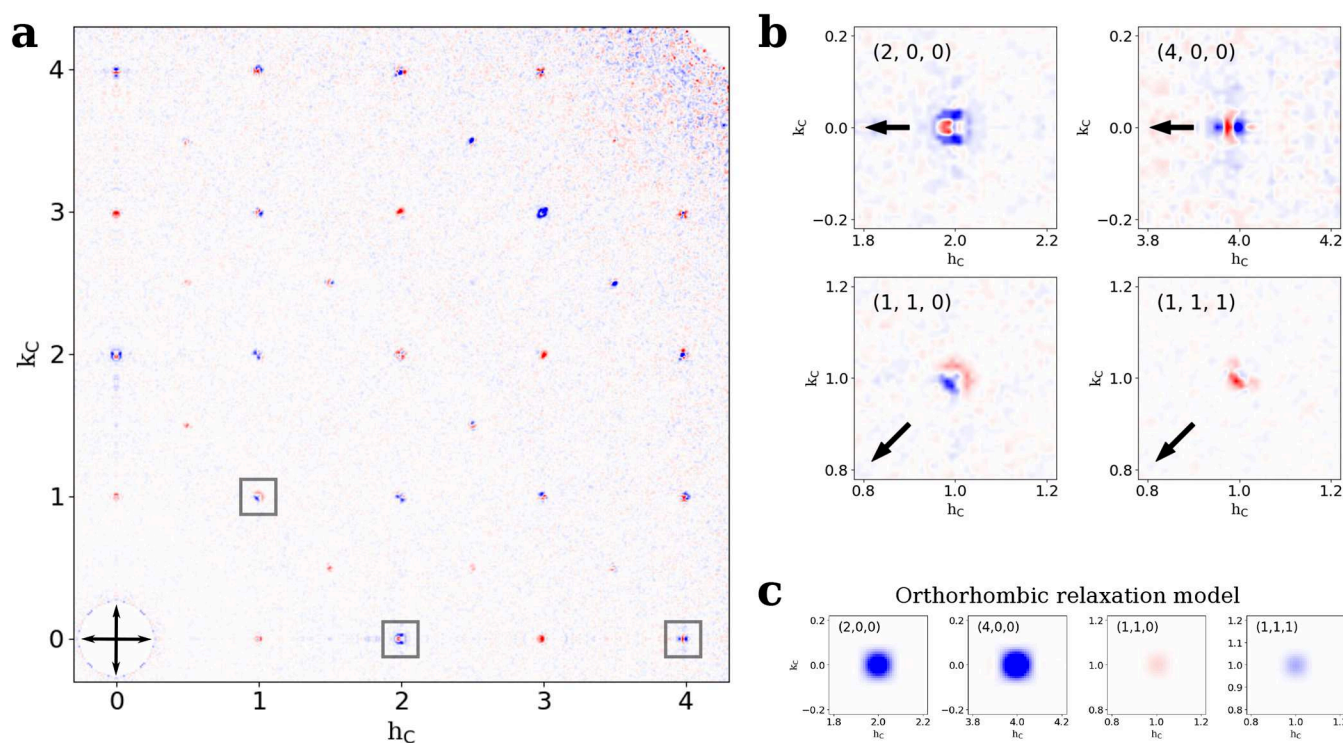 a
4
3
2
1
0
k_C
0 1 2 3 4
h_C
b
(2, 0, 0)
0.2
0.0
−0.2
k_C
1.8 2.0 2.2
h_C
(4, 0, 0)
0.2
0.0
−0.2
k_C
3.8 4.0 4.2
h_C
(1, 1, 0)
1.2
1.0
0.8
k_C
0.8 1.0 1.2
h_C
(1, 1, 1)
1.2
1.0
0.8
k_C
0.8 1.0 1.2
h_C
c
Orthorhombic relaxation model
(2,0,0)
0.2
0.0
−0.2
k_C
1.8 2.0 2.2
h_C
(4,0,0)
0.2
0.0
−0.2
3.8 4.0 4.2
h_C
(1,1,0)
1.2
1.0
0.8
0.8 1.0 1.2
h_C
(1,1,1)
1.2
1.1
1.0
0.9
0.8
0.8 1.0
h_C